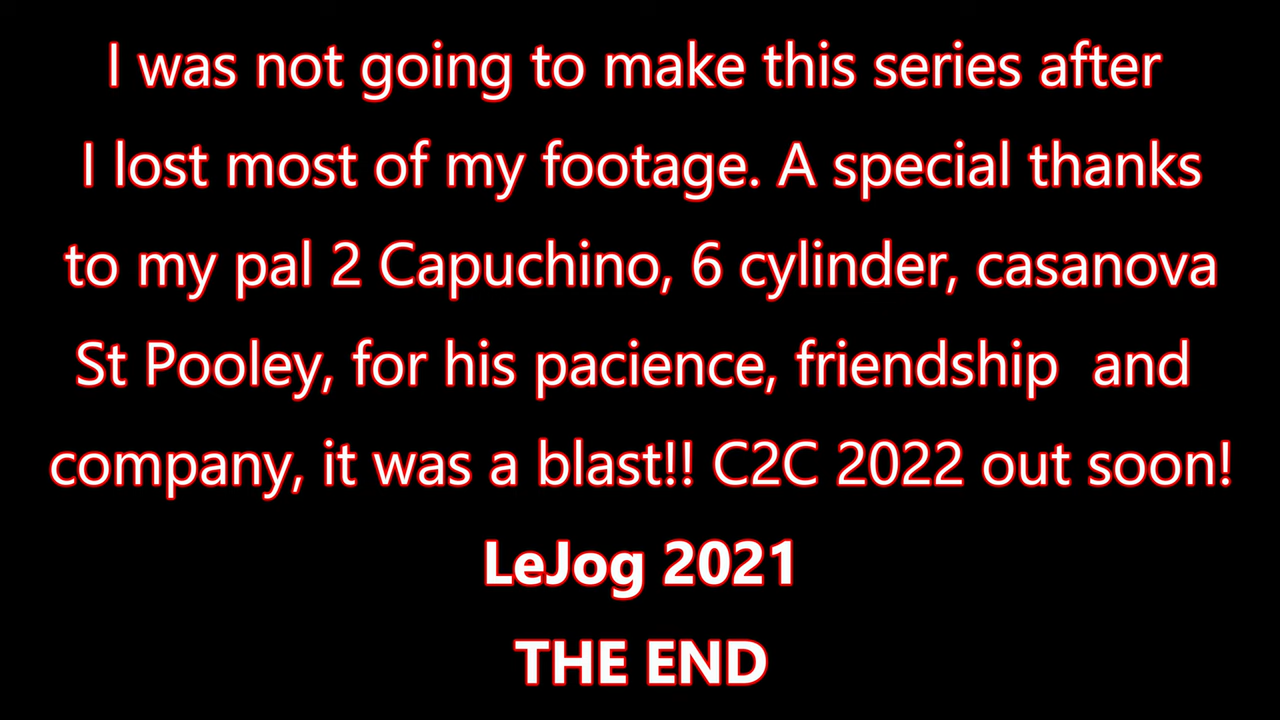 I was not going to make this series after
I lost most of my footage. A special thanks
to my pal 2 Capuchino, 6 cylinder, casanova
St Pooley, for his pacience, friendship  and
company, it was a blast!! C2C 2022 out soon!
LeJog 2021
THE END